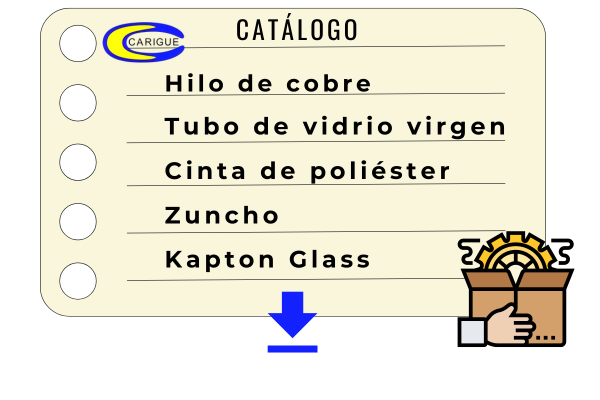 CATÁLOGO
CARIGUE
Hilo de cobre
Tubo de vidrio virgen
Cinta de poliéster
Zuncho
Kapton Glass